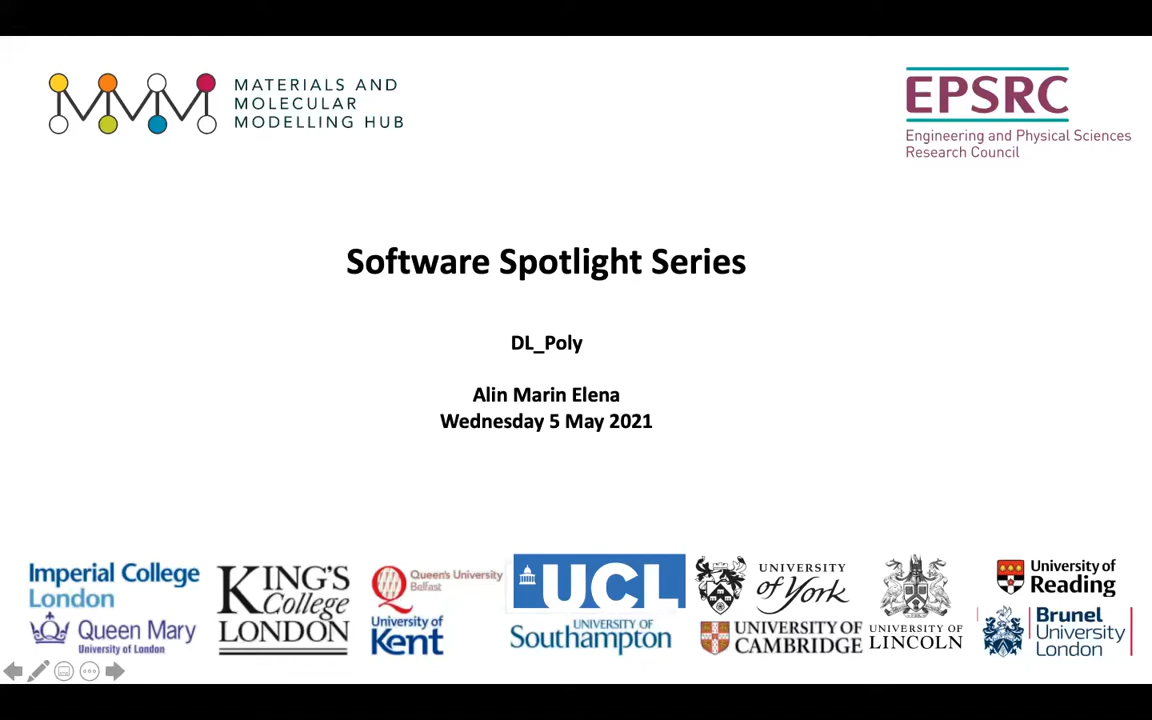 MATERIALS AND
MOLECULAR
MODELLING HUB
EPSRC
Engineering and Physical Sciences
Research Council
Software Spotlight Series
DL_Poly
Alin Marin Elena
Wednesday 5 May 2021
Imperial College
London
Queen Mary
University of London
KING'S
College
LONDON
Queen's University
Belfast
University of
Kent
UCL
UNIVERSITY OF
Southampton
UNIVERSITY
of York
UNIVERSITY OF
CAMBRIDGE
UNIVERSITY OF
LINCOLN
University of
Reading
Brunel
University
London